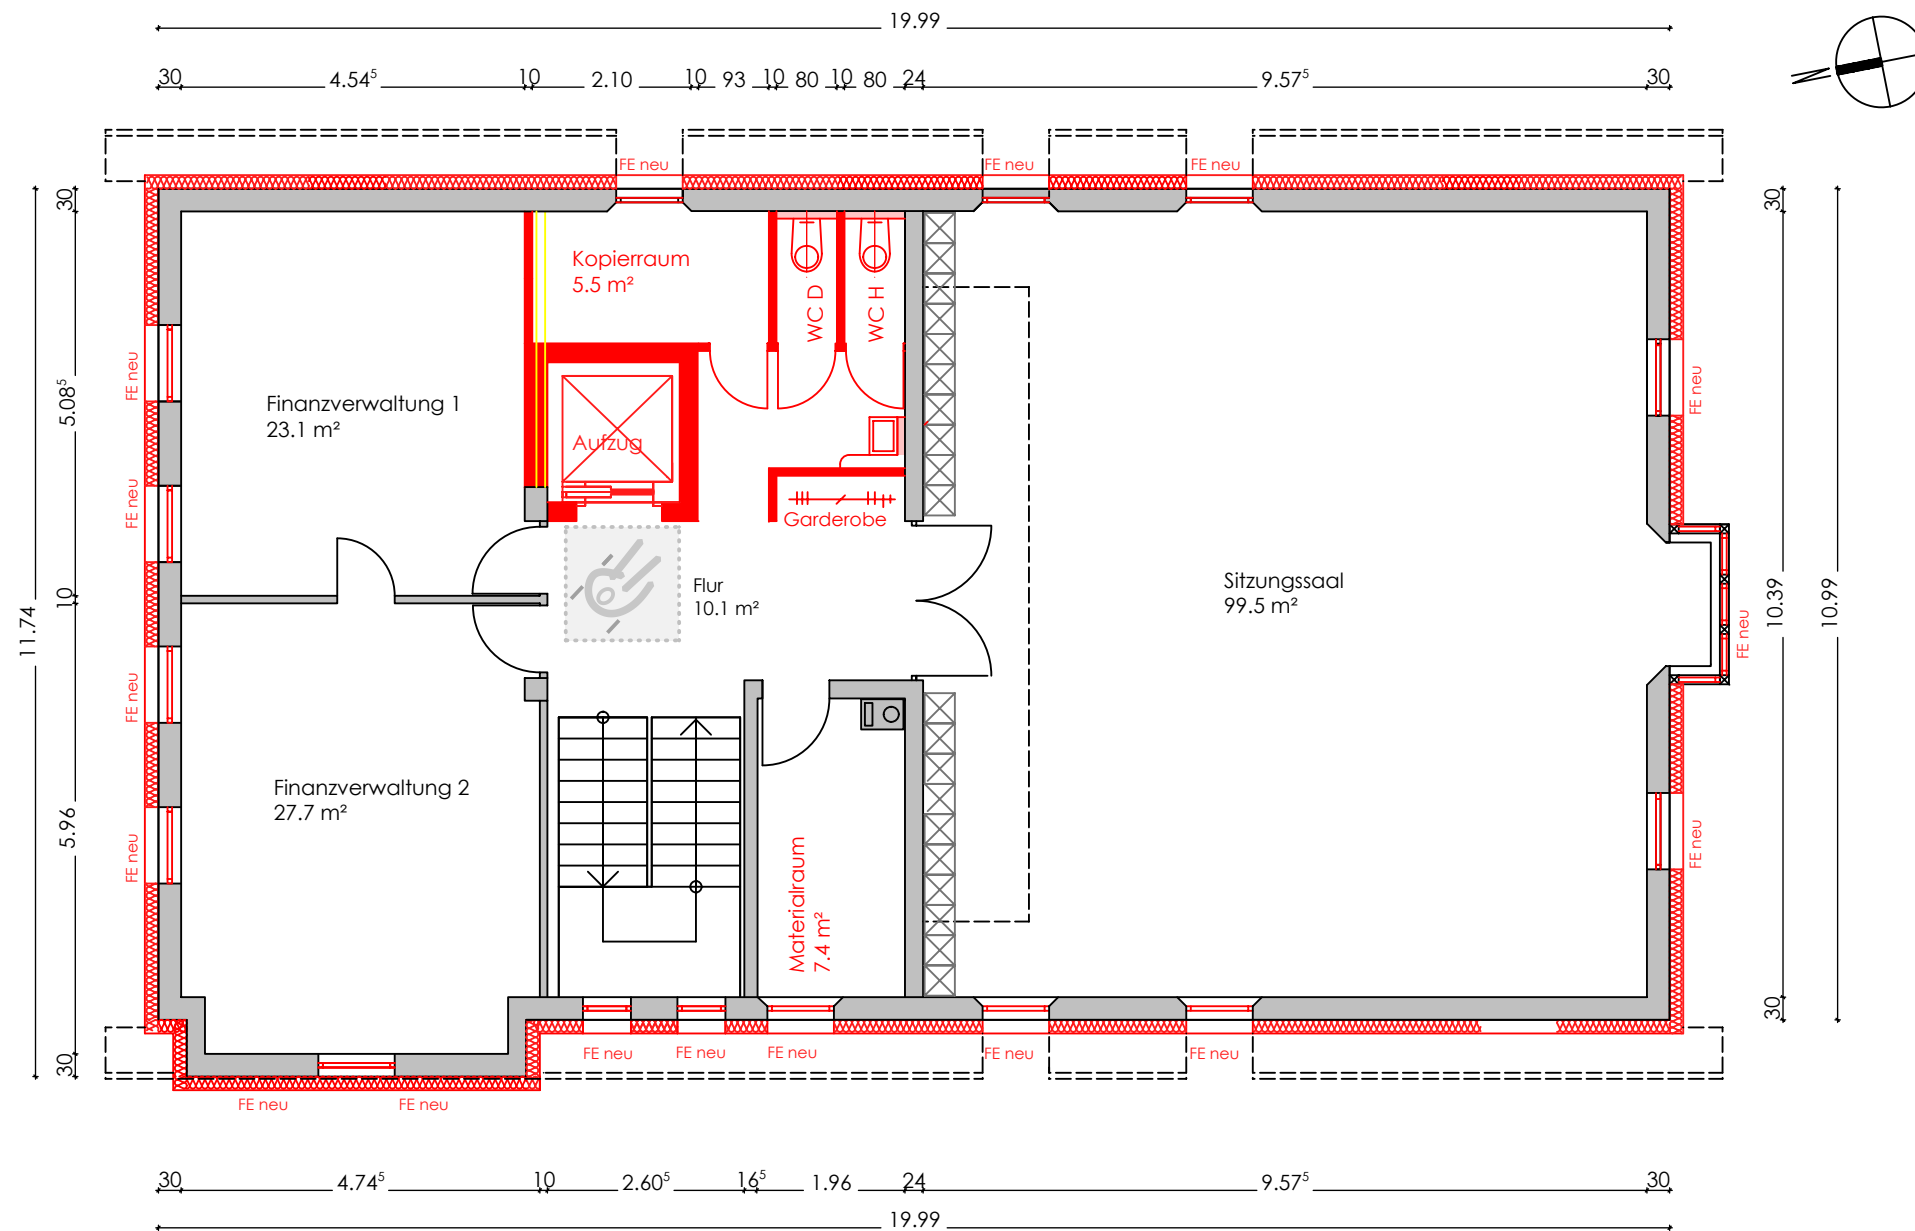 19.99
30 4.54⁵ 10 2.10 10 93 10 80 10 80 24 9.57⁵ 30
N
FE neu FE neu FE neu
30
5.08⁵
10
5.96
30
11.74
30
10.39
30
10.99
Kopierraum
5.5 m²
WC D
WC H
FE neu
FE neu
FE neu
FE neu
Finanzverwaltung 1
23.1 m²
Aufzug
Garderobe
Flur
10.1 m²
Sitzungssaal
99.5 m²
FE neu
FE neu
FE neu
Finanzverwaltung 2
27.7 m²
Materialraum
7.4 m²
FE neu FE neu FE neu FE neu FE neu
FE neu FE neu
30 4.74⁵ 10 2.60⁵ 16⁵ 1.96 24 9.57⁵ 30
19.99